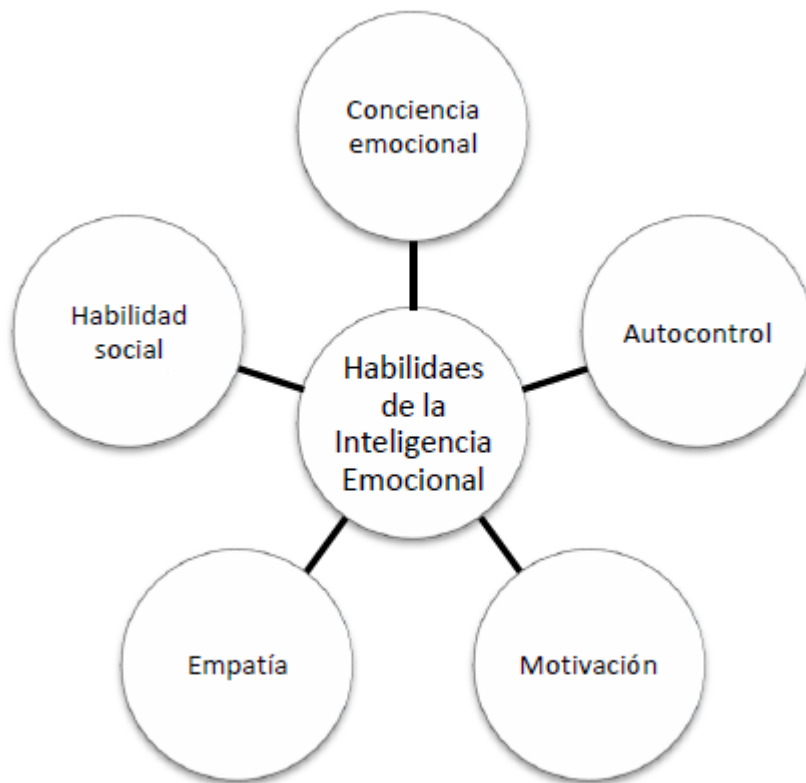 Conciencia
emocional
Habilidad
social
Autocontrol
Habilidaes
de la
Inteligencia
Emocional
Empatía
Motivación